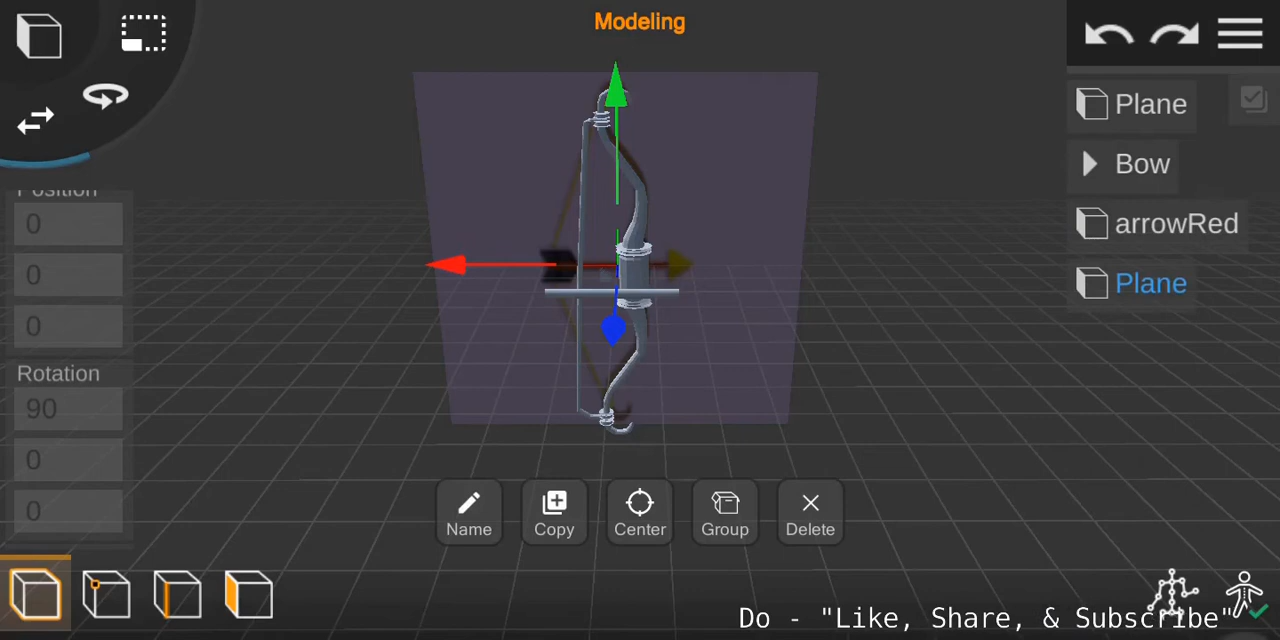 Modeling
Plane
Bow
arrowRed
Plane
Position
0
0
0
Rotation
90
0
0
Name
Copy
Center
Group
Delete
Do - "Like, Share, & Subscribe"